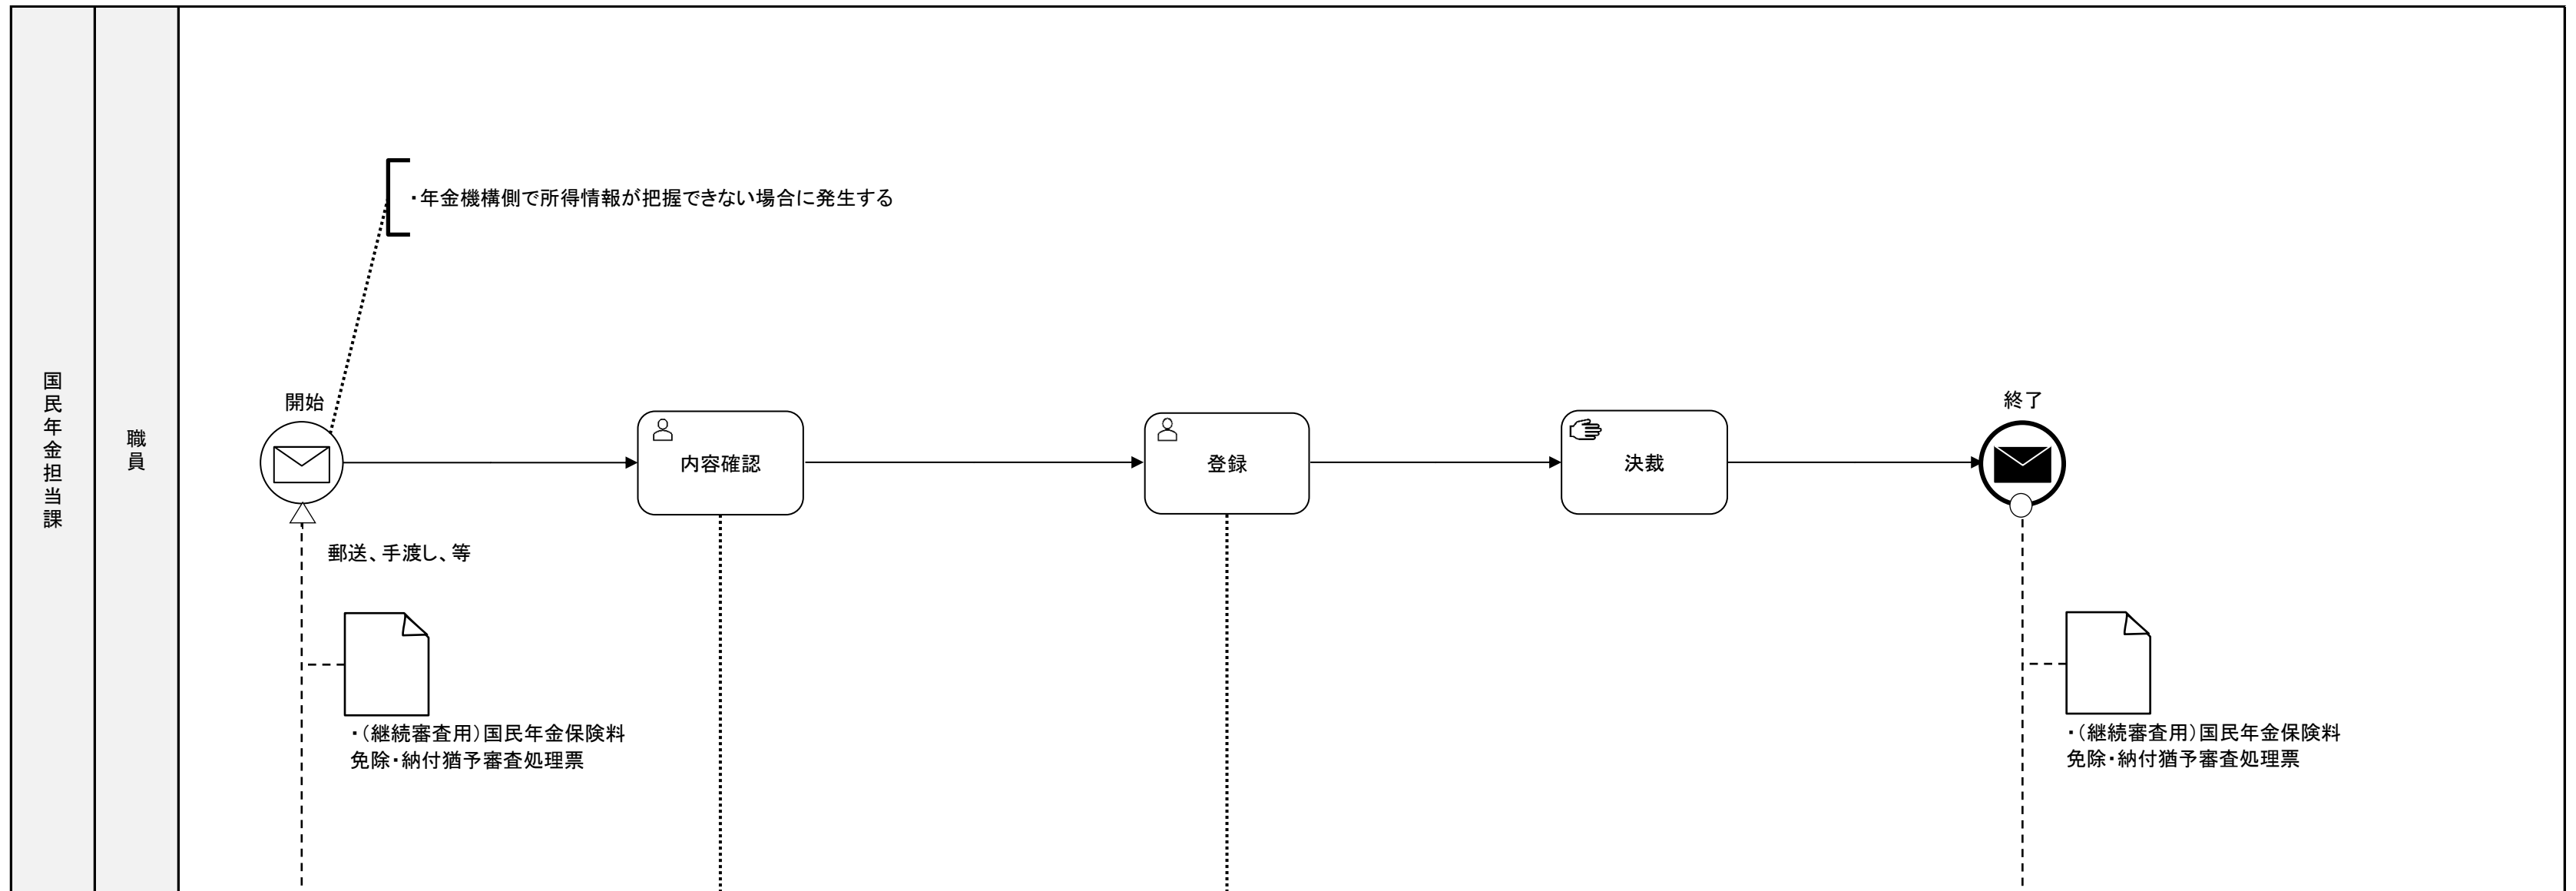 国民年金担当課
職員
・年金機構側で所得情報が把握できない場合に発生する
開始
内容確認
登録
決裁
終了
郵送、手渡し、等
・（継続審査用）国民年金保険料
免除・納付猶予審査処理票
・（継続審査用）国民年金保険料
免除・納付猶予審査処理票